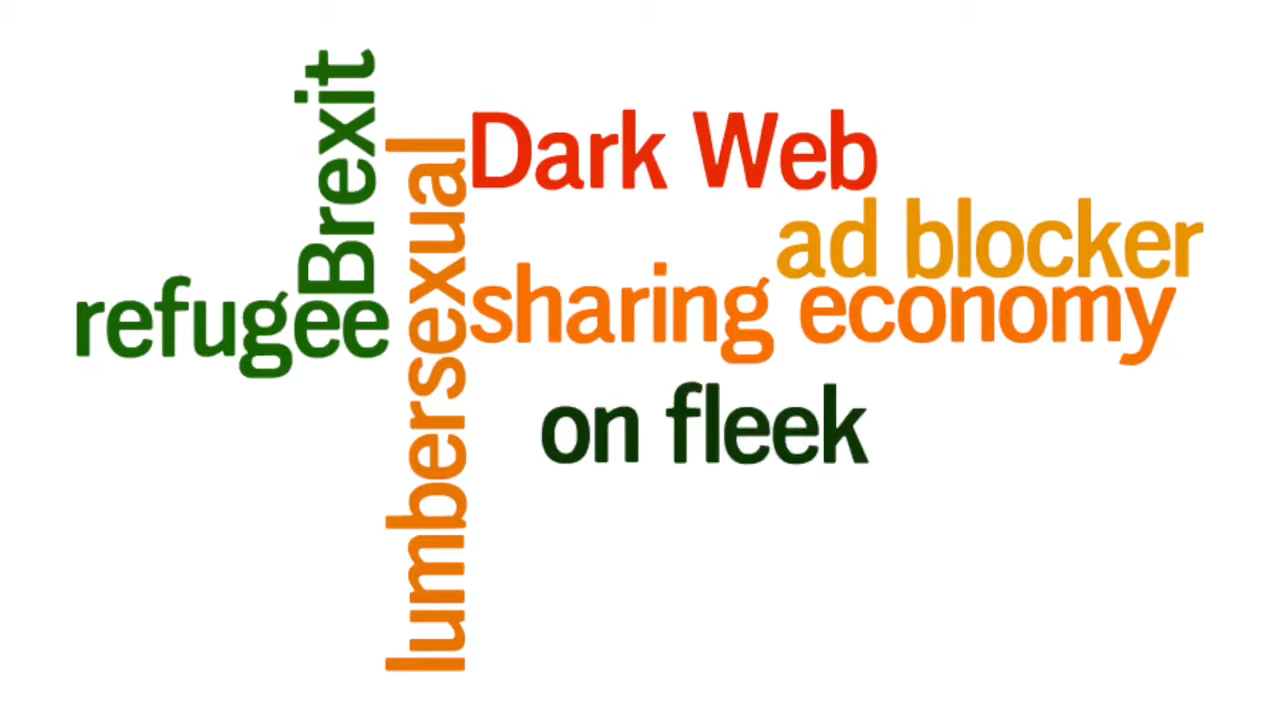 Brexit
Dark Web
lumbersexual
ad blocker
refugee
sharing economy
on fleek